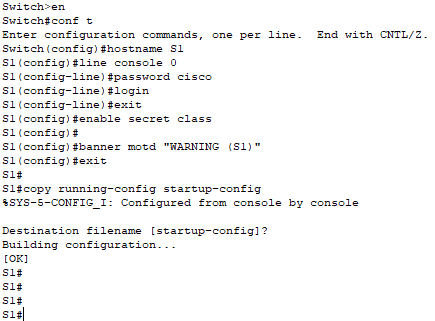 Switch>en
Switch#conf t
Enter configuration commands, one per line.  End with CNTL/Z.
Switch(config)#hostname S1
S1(config)#line console 0
S1(config-line)#password cisco
S1(config-line)#login
S1(config-line)#exit
S1(config)#enable secret class
S1(config)#
S1(config)#banner motd "WARNING (S1)"
S1(config)#exit
S1#
S1#copy running-config startup-config
%SYS-5-CONFIG_I: Configured from console by console

Destination filename [startup-config]?
Building configuration...
[OK]
S1#
S1#
S1#
S1#